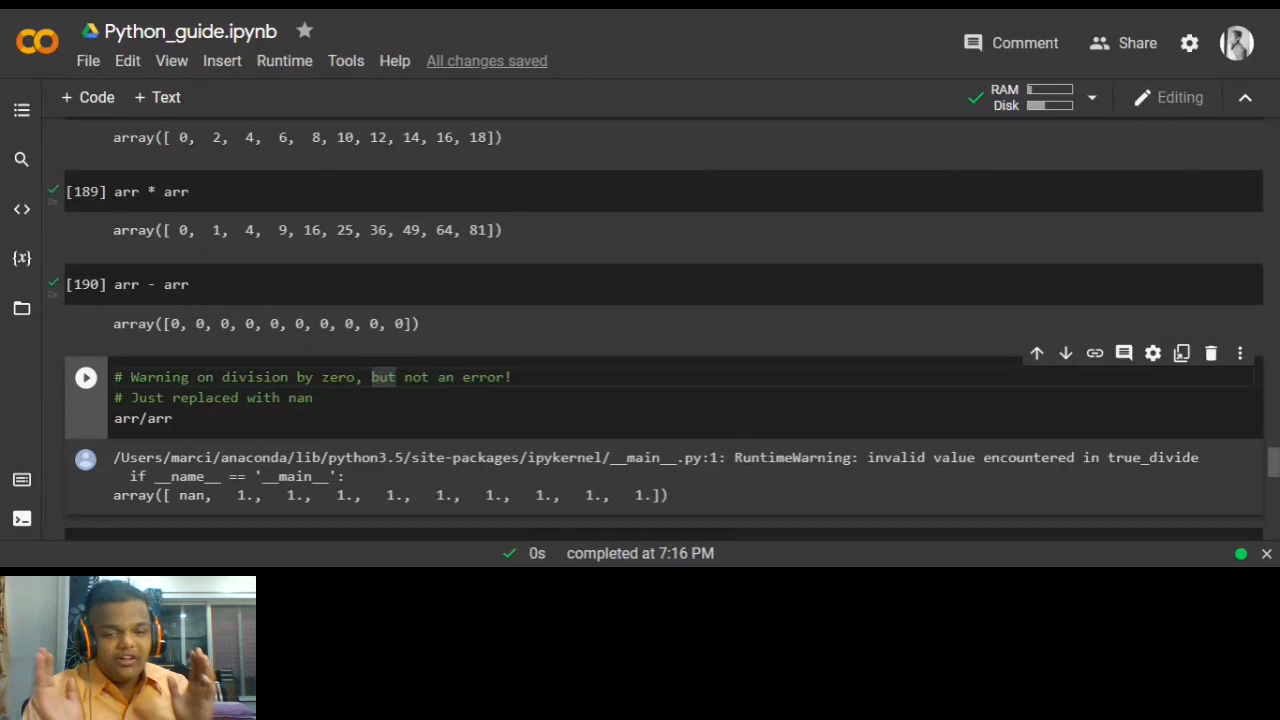 Python_guide.ipynb
File Edit View Insert Runtime Tools Help All changes saved
Comment Share
+ Code + Text
RAM
Disk
Editing
array([ 0, 2, 4, 6, 8, 10, 12, 14, 16, 18])
[189] arr * arr
0s
array([ 0, 1, 4, 9, 16, 25, 36, 49, 64, 81])
[190] arr - arr
0s
array([0, 0, 0, 0, 0, 0, 0, 0, 0, 0])
# Warning on division by zero, but not an error!
# Just replaced with nan
arr/arr
/Users/marci/anaconda/lib/python3.5/site-packages/ipykernel/__main__.py:1: RuntimeWarning: invalid value encountered in true_divide
if __name__ == '__main__':
array([ nan, 1., 1., 1., 1., 1., 1., 1., 1., 1.])
0s completed at 7:16 PM